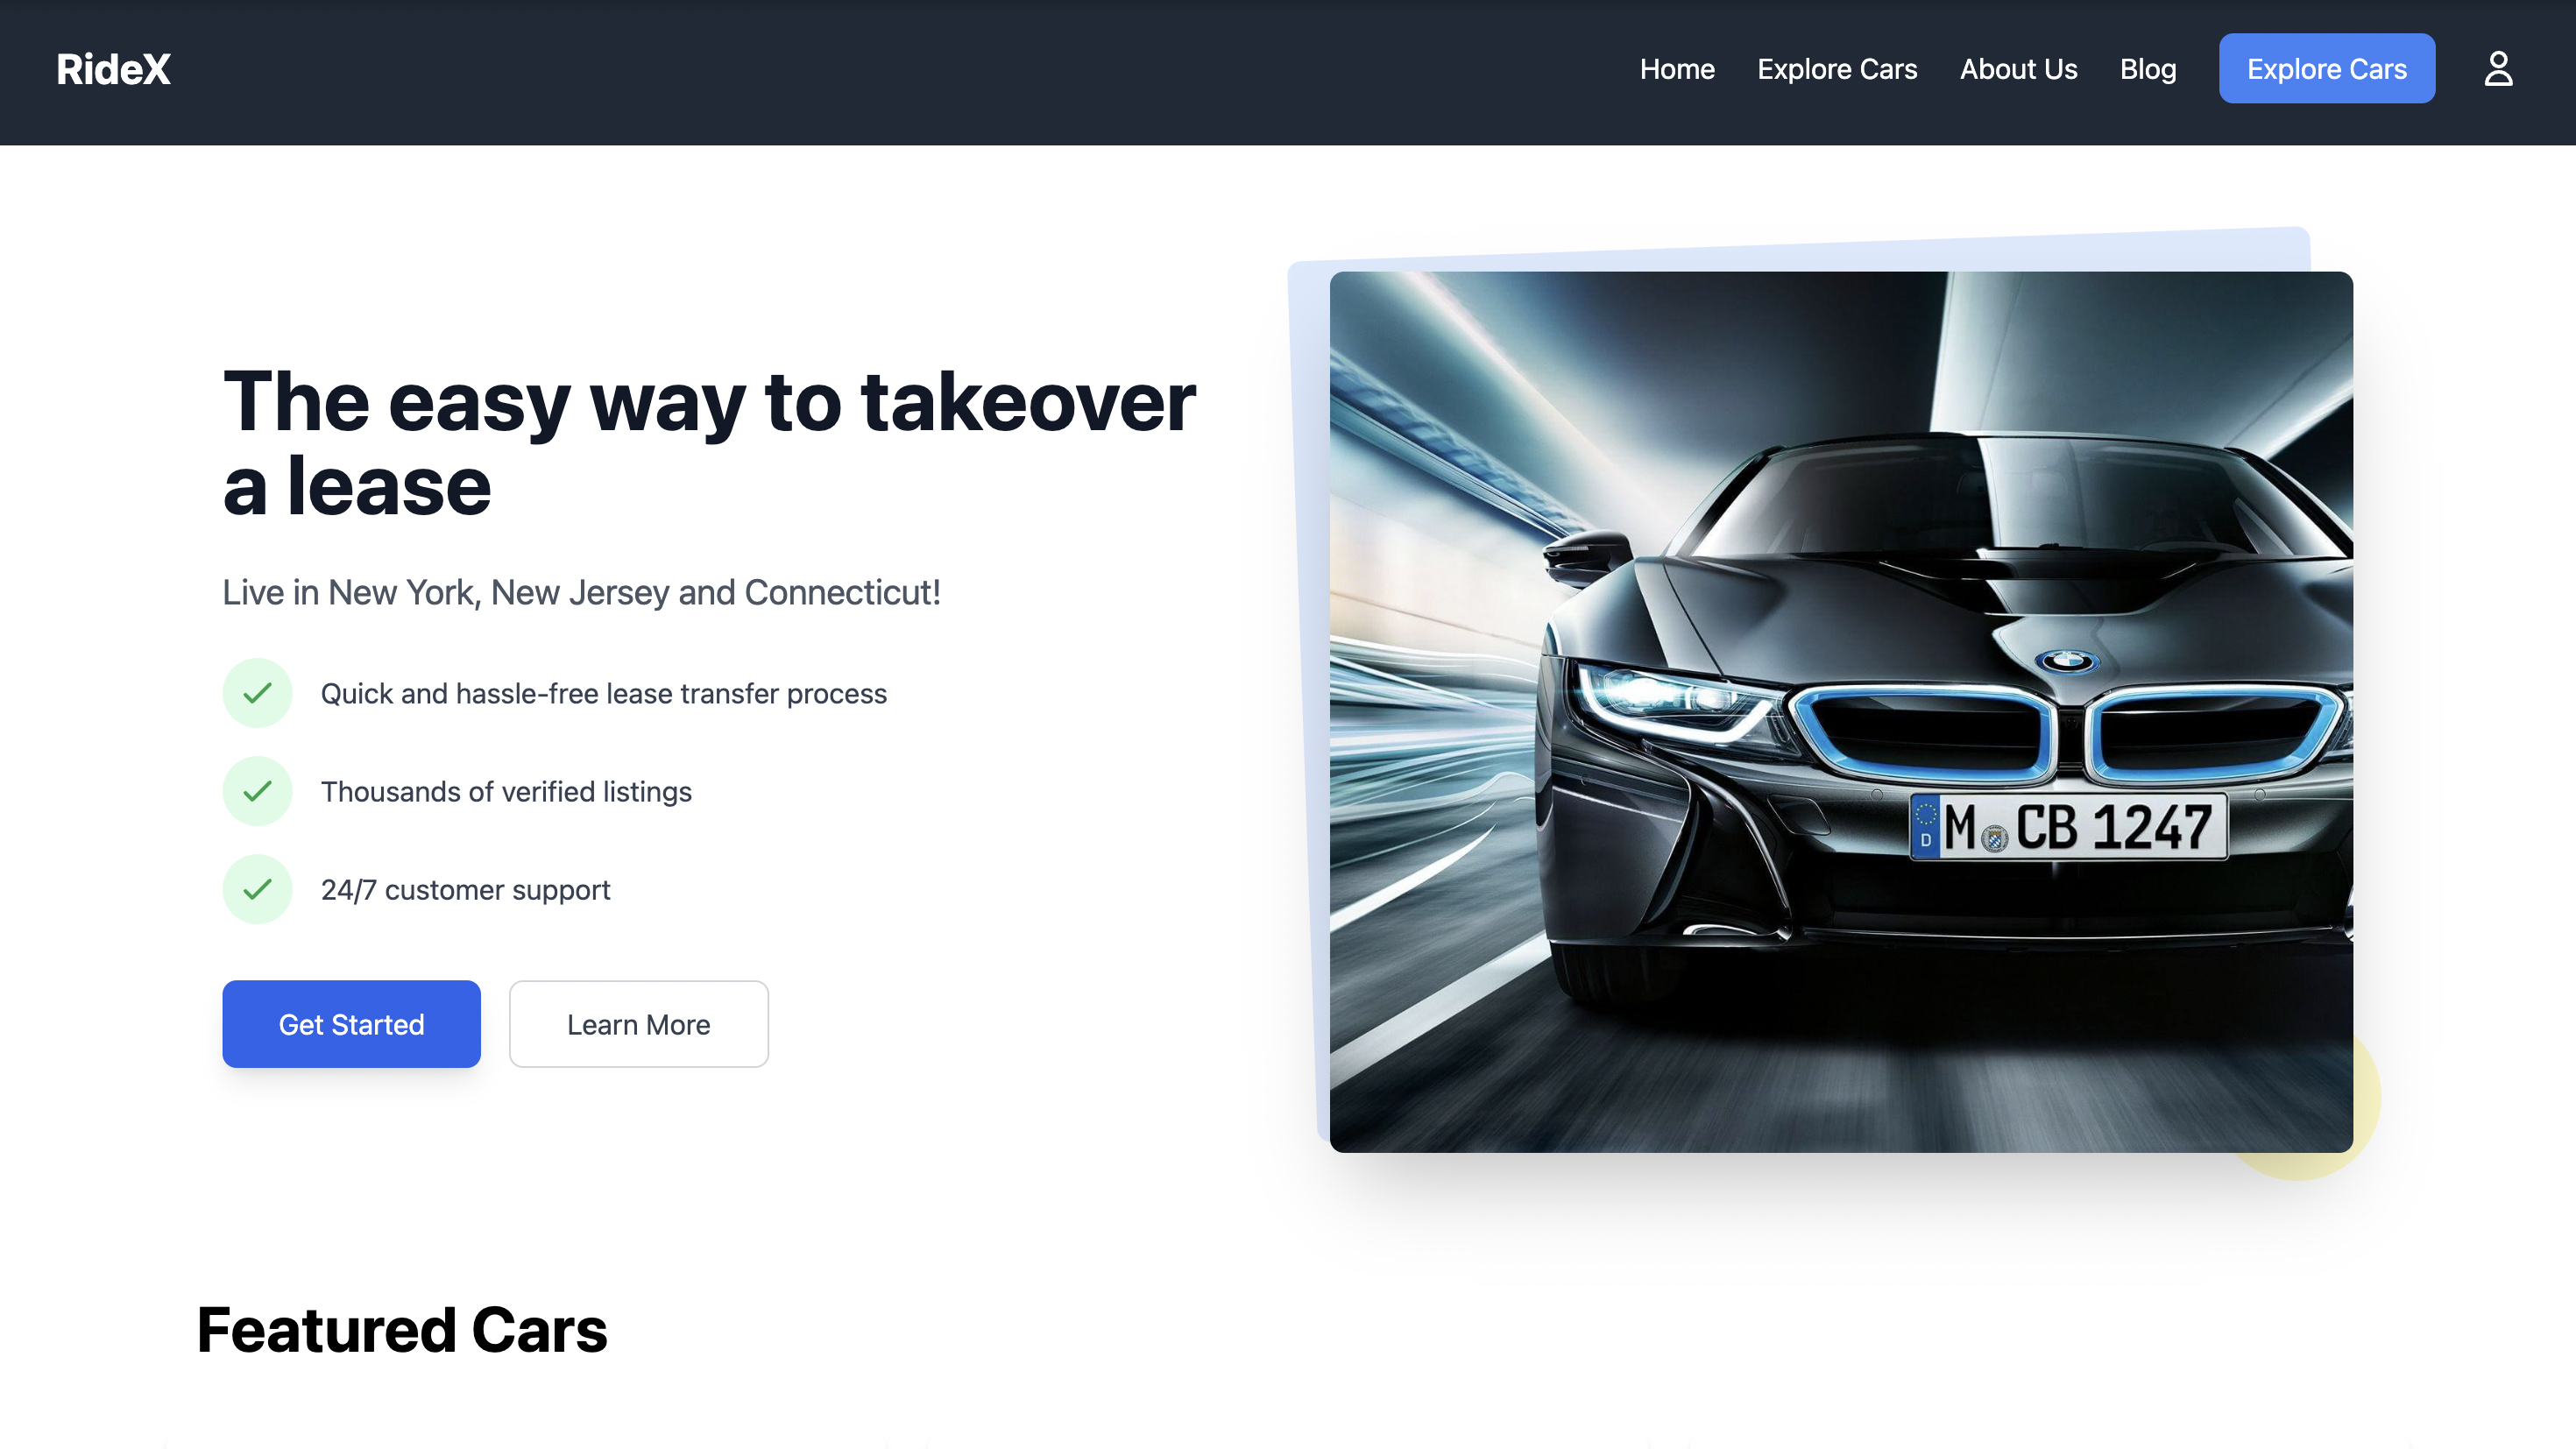 RideX
Home
Explore Cars
About Us
Blog
Explore Cars
The easy way to takeover
a lease
Live in New York, New Jersey and Connecticut!
Quick and hassle-free lease transfer process
Thousands of verified listings
24/7 customer support
Get Started
Learn More
D
M CB 1247
Featured Cars